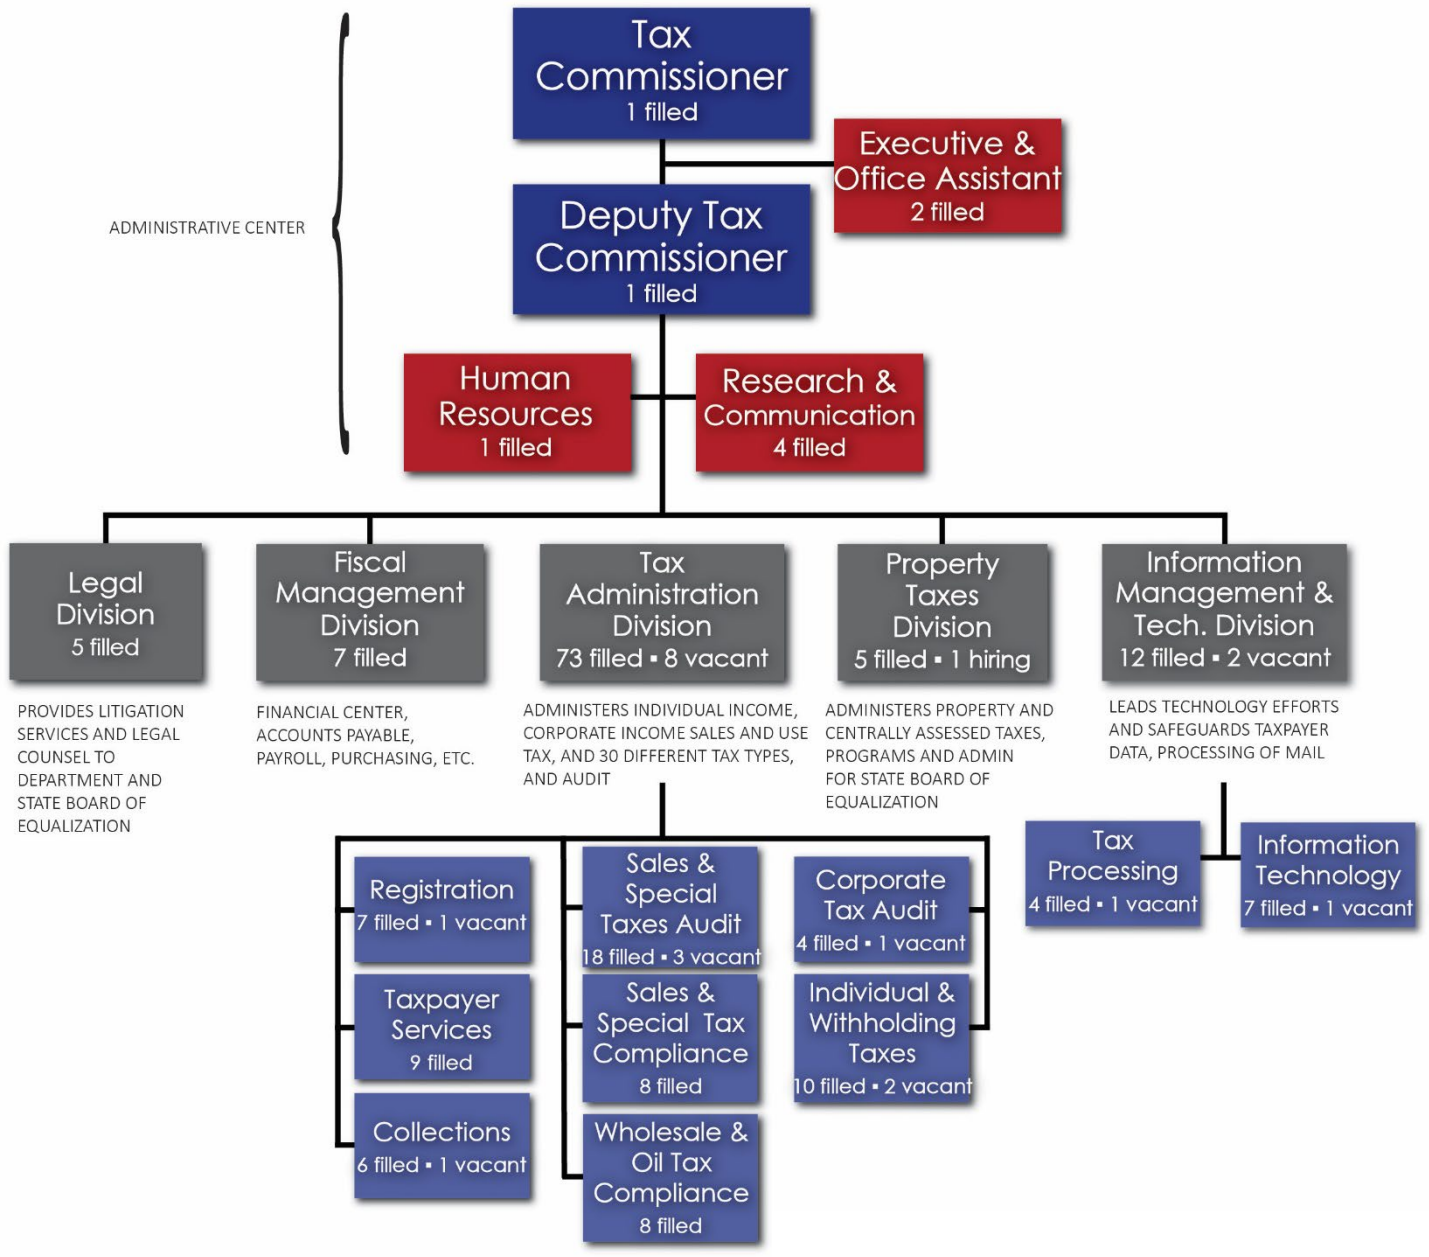 Tax
Commissioner
1 filled
Executive &
Office Assistant
2 filled
ADMINISTRATIVE CENTER
Deputy Tax
Commissioner
1 filled
Human
Resources
1 filled
Research &
Communication
4 filled
Legal
Division
5 filled
Fiscal
Management
Division
7 filled
Tax
Administration
Division
73 filled ▪ 8 vacant
Property
Taxes
Division
5 filled ▪ 1 hiring
Information
Management &
Tech. Division
12 filled ▪ 2 vacant
PROVIDES LITIGATION
SERVICES AND LEGAL
COUNSEL TO
DEPARTMENT AND
STATE BOARD OF
EQUALIZATION
FINANCIAL CENTER,
ACCOUNTS PAYABLE,
PAYROLL, PURCHASING, ETC.
ADMINISTERS INDIVIDUAL INCOME,
CORPORATE INCOME SALES AND USE
TAX, AND 30 DIFFERENT TAX TYPES,
AND AUDIT
ADMINISTERS PROPERTY AND
CENTRALLY ASSESSED TAXES,
PROGRAMS AND ADMIN
FOR STATE BOARD OF
EQUALIZATION
LEADS TECHNOLOGY EFFORTS
AND SAFEGUARDS TAXPAYER
DATA, PROCESSING OF MAIL
Registration
7 filled ▪ 1 vacant
Taxpayer
Services
9 filled
Collections
6 filled ▪ 1 vacant
Sales &
Special
Taxes Audit
18 filled ▪ 3 vacant
Sales &
Special Tax
Compliance
8 filled
Wholesale &
Oil Tax
Compliance
8 filled
Corporate
Tax Audit
4 filled ▪ 1 vacant
Individual &
Withholding
Taxes
10 filled ▪ 2 vacant
Tax
Processing
4 filled ▪ 1 vacant
Information
Technology
7 filled ▪ 1 vacant